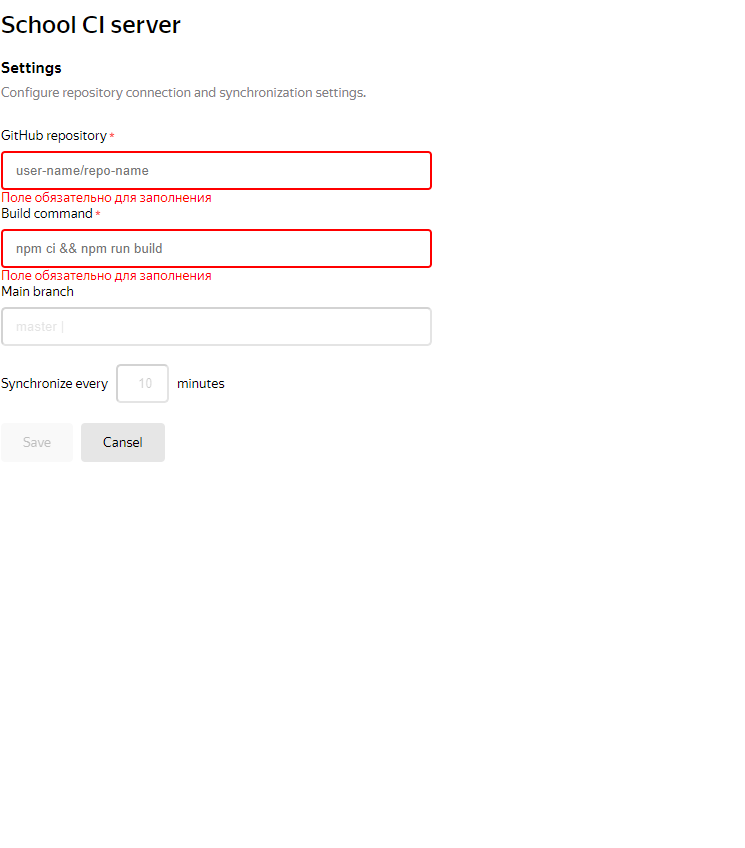 School CI server
Settings
Configure repository connection and synchronization settings.
GitHub repository *
user-name/repo-name
Поле обязательно для заполнения
Build command *
npm ci && npm run build
Поле обязательно для заполнения
Main branch
master |
Synchronize every 10 minutes
Save Cansel